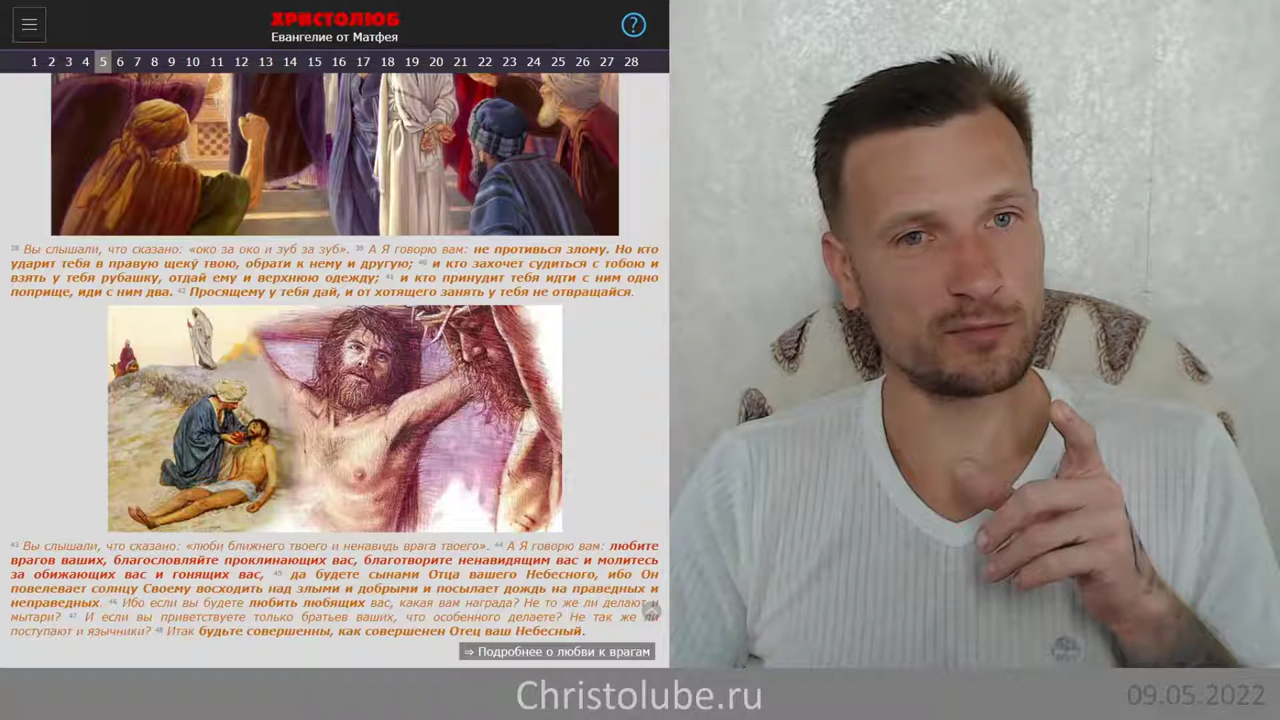 ХРИСТОЛЮБ
Евангелие от Матфея
?
1 2 3 4 5 6 7 8 9 10 11 12 13 14 15 16 17 18 19 20 21 22 23 24 25 26 27 28
38 Вы слышали, что сказано: «око за око и зуб за зуб». 39 А Я говорю вам: не противься злому. Но кто
ударит тебя в правую щеку́ твою, обрати к нему и другую; 40 и кто захочет судиться с тобою и
взять у тебя рубашку, отдай ему и верхнюю одежду; 41 и кто принудит тебя идти с ним одно
поприще, иди с ним два. 42 Просящему у тебя дай, и от хотящего занять у тебя не отвращайся.
43 Вы слышали, что сказано: «люби ближнего твоего и ненавидь врага твоего». 44 А Я говорю вам: любите
врагов ваших, благословляйте проклинающих вас, благотворите ненавидящим вас и молитесь
за обижающих вас и гонящих вас, 45 да будете сынами Отца вашего Небесного, ибо Он
повелевает солнцу Своему восходить над злыми и добрыми и посылает дождь на праведных и
неправедных. 46 Ибо если вы будете любить любящих вас, какая вам награда? Не то же ли делают и
мытари? 47 И если вы приветствуете только братьев ваших, что особенного делаете? Не так же ли
поступают и язычники? 48 Итак будьте совершенны, как совершенен Отец ваш Небесный.
⇒ Подробнее о любви к врагам
Christolube.ru
09.05.2022